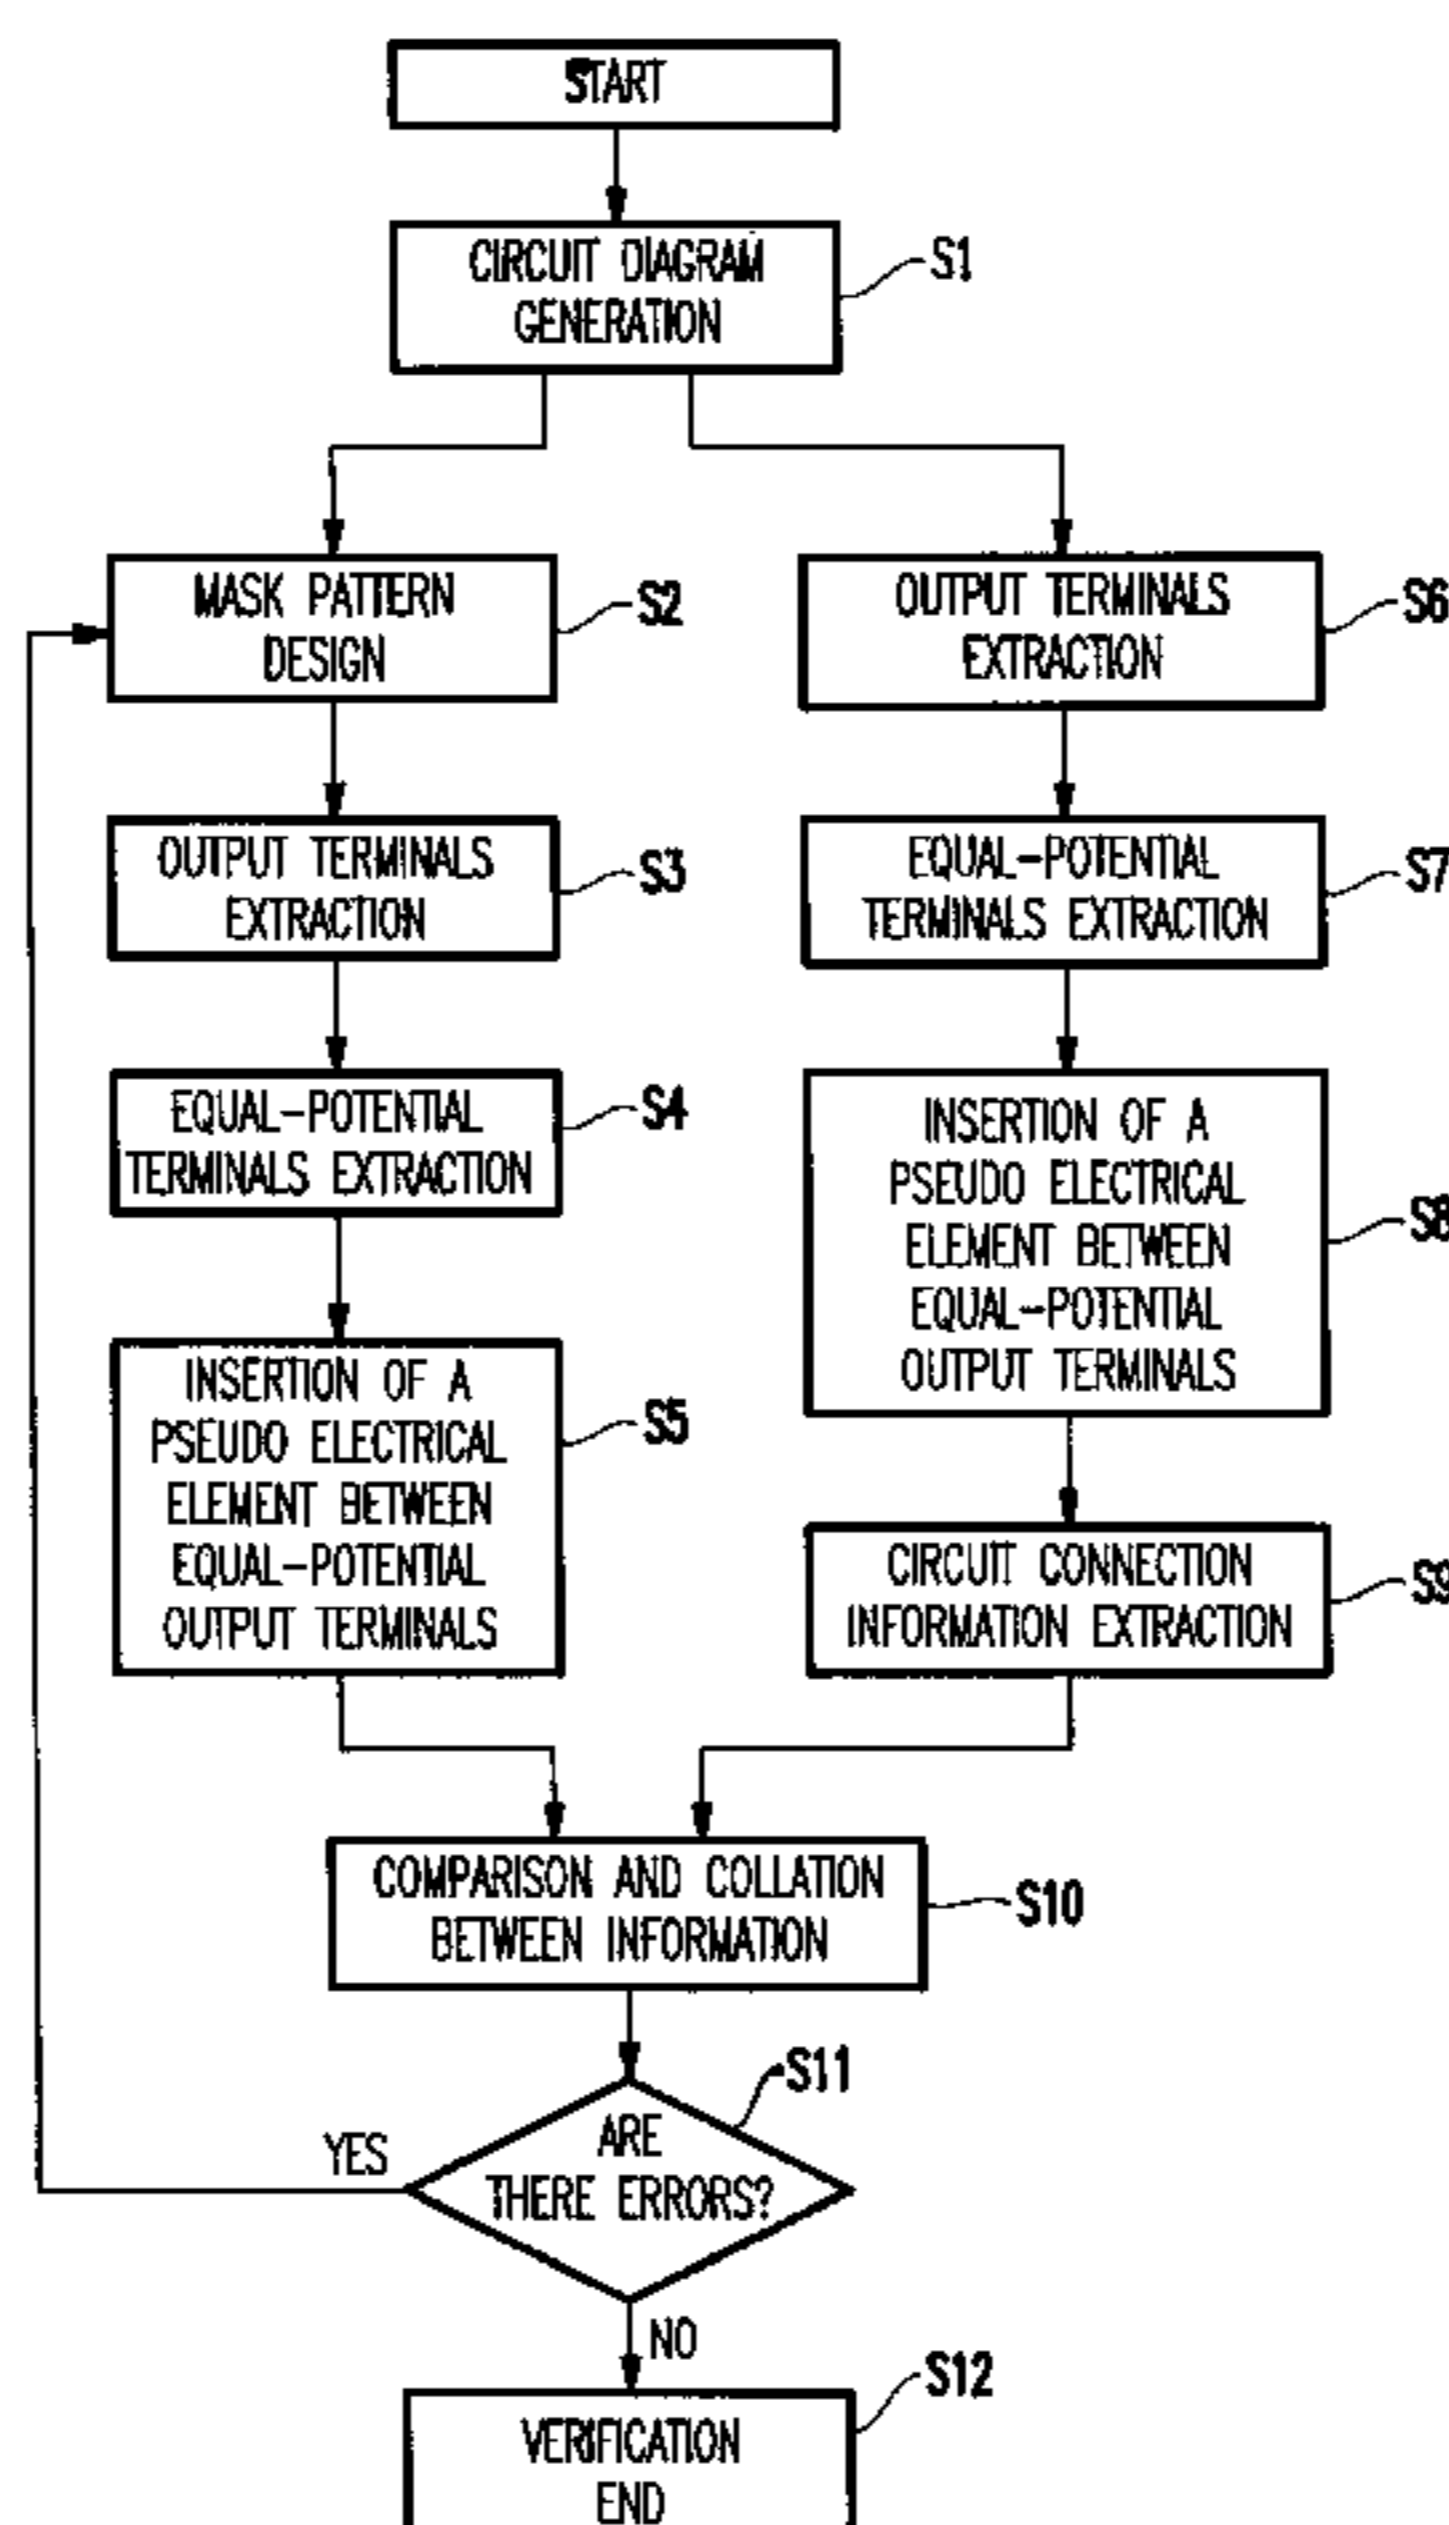 START
CIRCUIT DIAGRAM
GENERATION
S1
MASK PATTERN
DESIGN
S2
OUTPUT TERMINALS
EXTRACTION
S3
EQUAL-POTENTIAL
TERMINALS EXTRACTION
S4
INSERTION OF A
PSEUDO ELECTRICAL
ELEMENT BETWEEN
EQUAL-POTENTIAL
OUTPUT TERMINALS
S5
OUTPUT TERMINALS
EXTRACTION
S6
EQUAL-POTENTIAL
TERMINALS EXTRACTION
S7
INSERTION OF A
PSEUDO ELECTRICAL
ELEMENT BETWEEN
EQUAL-POTENTIAL
OUTPUT TERMINALS
S8
CIRCUIT CONNECTION
INFORMATION EXTRACTION
S9
COMPARISON AND COLLATION
BETWEEN INFORMATION
S10
ARE
THERE ERRORS?
S11
YES
NO
VERIFICATION
END
S12